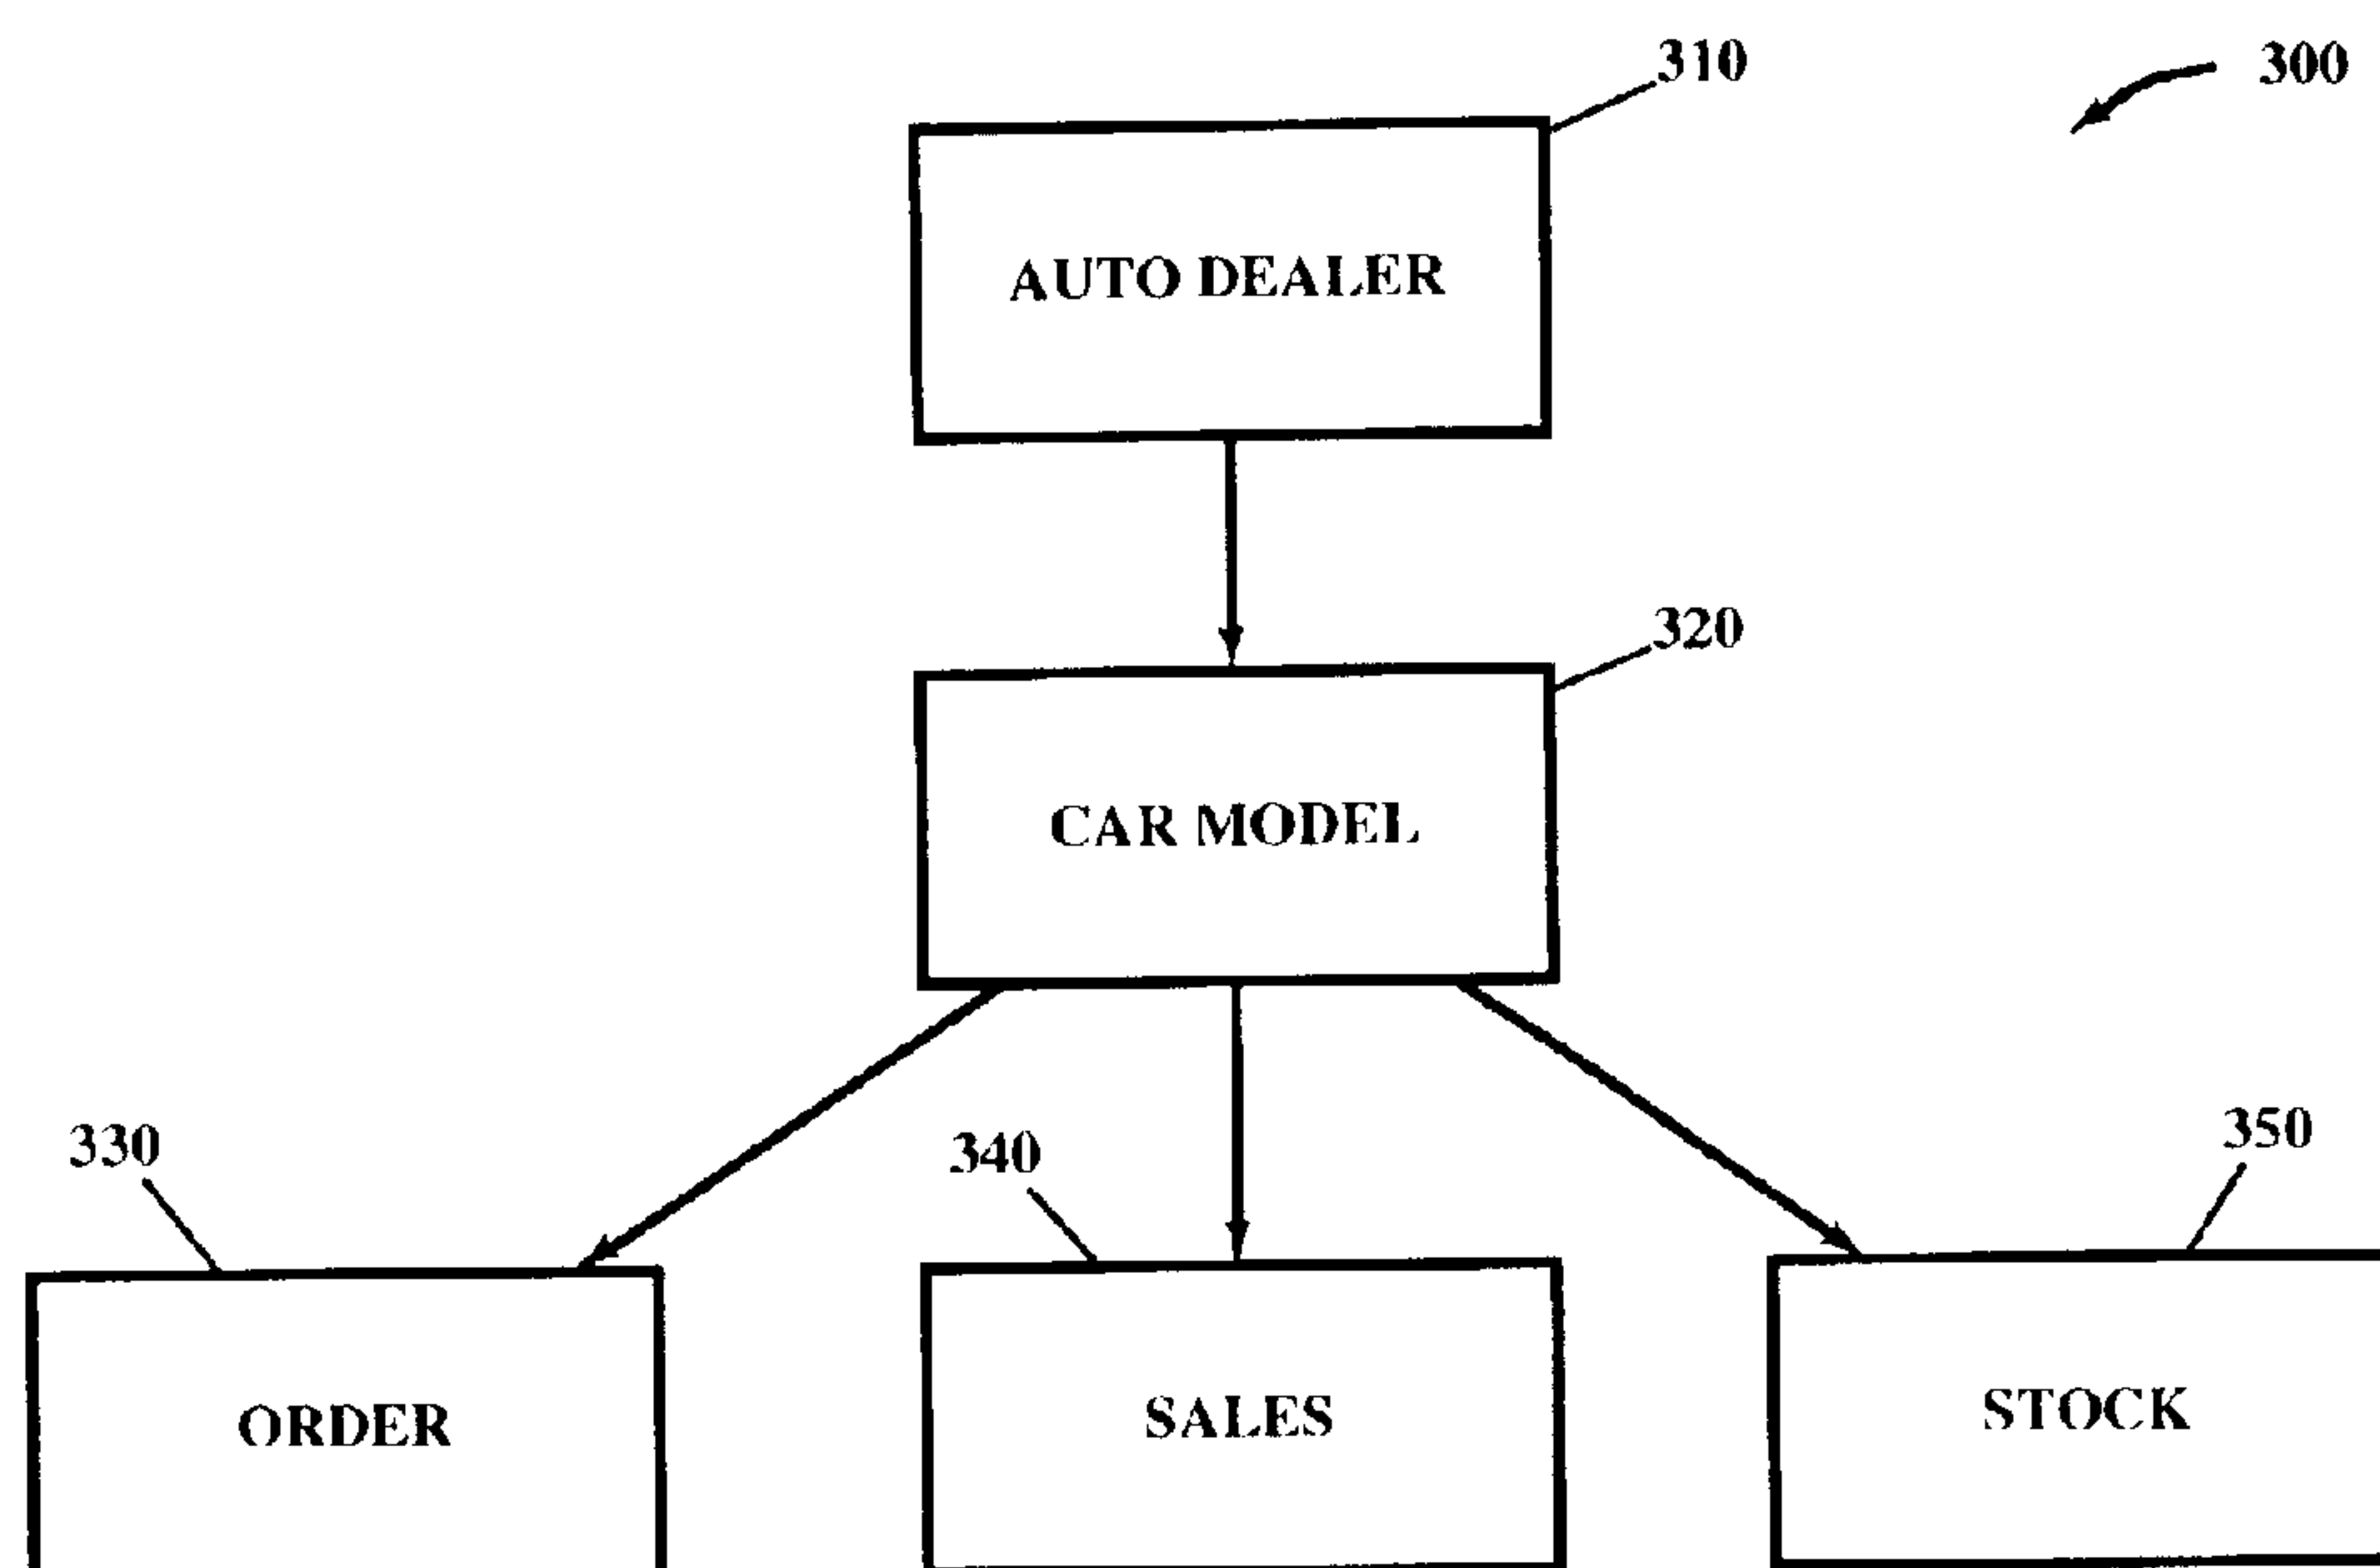 310
300
AUTO DEALER
320
CAR MODEL
330
340
350
ORDER
SALES
STOCK